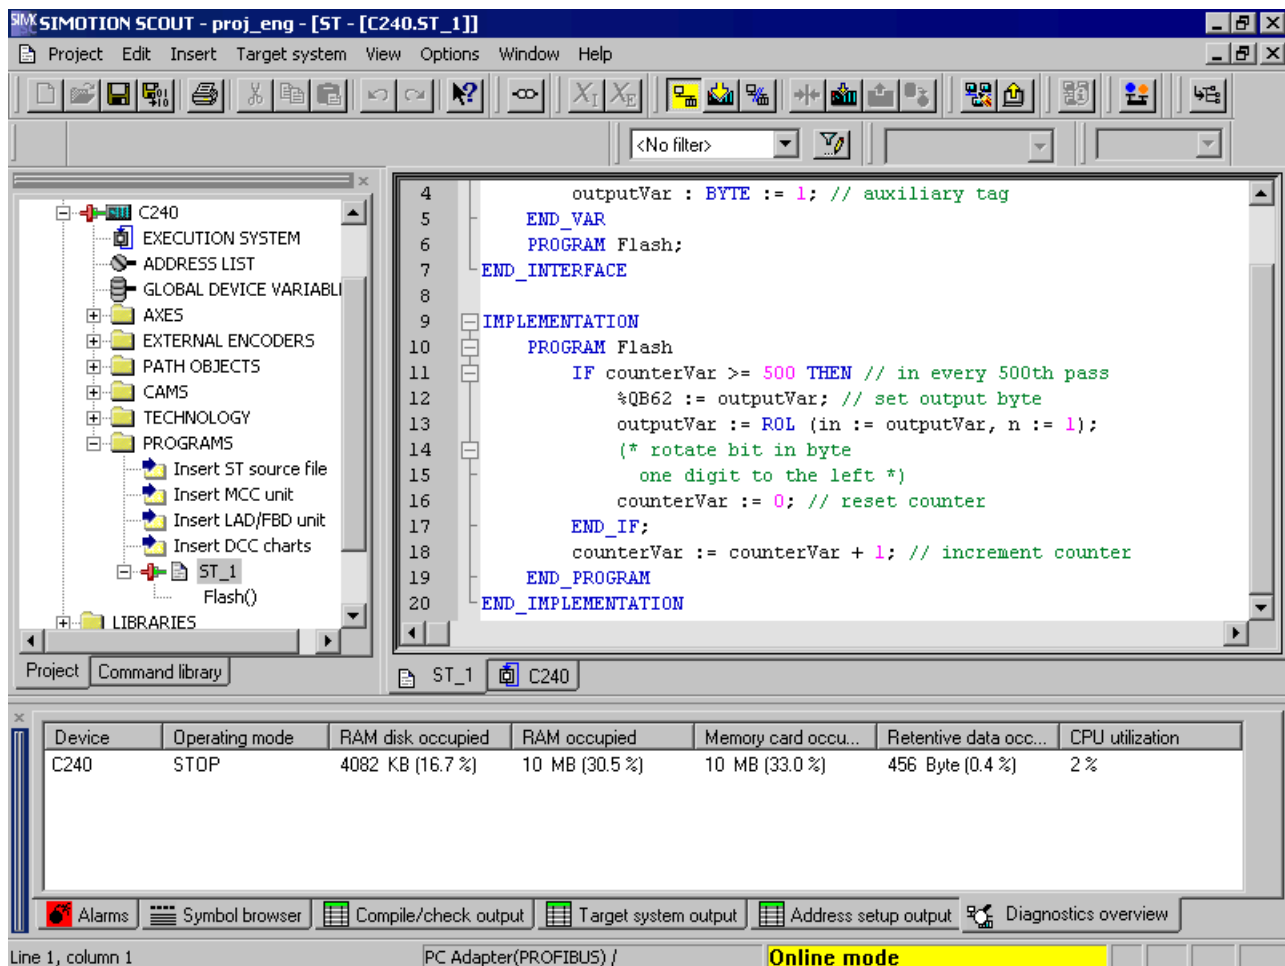 SIMOTION SCOUT - proj_eng - [ST - [C240.ST_1]]
Project Edit Insert Target system View Options Window Help
<No filter>
C240
EXECUTION SYSTEM
ADDRESS LIST
GLOBAL DEVICE VARIABL
AXES
EXTERNAL ENCODERS
PATH OBJECTS
CAMS
TECHNOLOGY
PROGRAMS
Insert ST source file
Insert MCC unit
Insert LAD/FBD unit
Insert DCC charts
ST_1
Flash()
LIBRARIES
Project Command library
4 outputVar : BYTE := 1; // auxiliary tag
5 END_VAR
6 PROGRAM Flash;
7 END_INTERFACE
8
9 IMPLEMENTATION
10 PROGRAM Flash
11 IF counterVar >= 500 THEN // in every 500th pass
12 %QB62 := outputVar; // set output byte
13 outputVar := ROL (in := outputVar, n := 1);
14 (* rotate bit in byte
15 one digit to the left *)
16 counterVar := 0; // reset counter
17 END_IF;
18 counterVar := counterVar + 1; // increment counter
19 END_PROGRAM
20 END_IMPLEMENTATION
ST_1 C240
Device Operating mode RAM disk occupied RAM occupied Memory card occu... Retentive data occ... CPU utilization
C240 STOP 4082 KB (16.7 %) 10 MB (30.5 %) 10 MB (33.0 %) 456 Byte (0.4 %) 2 %
Alarms Symbol browser Compile/check output Target system output Address setup output Diagnostics overview
Line 1, column 1 PC Adapter(PROFIBUS) / Online mode